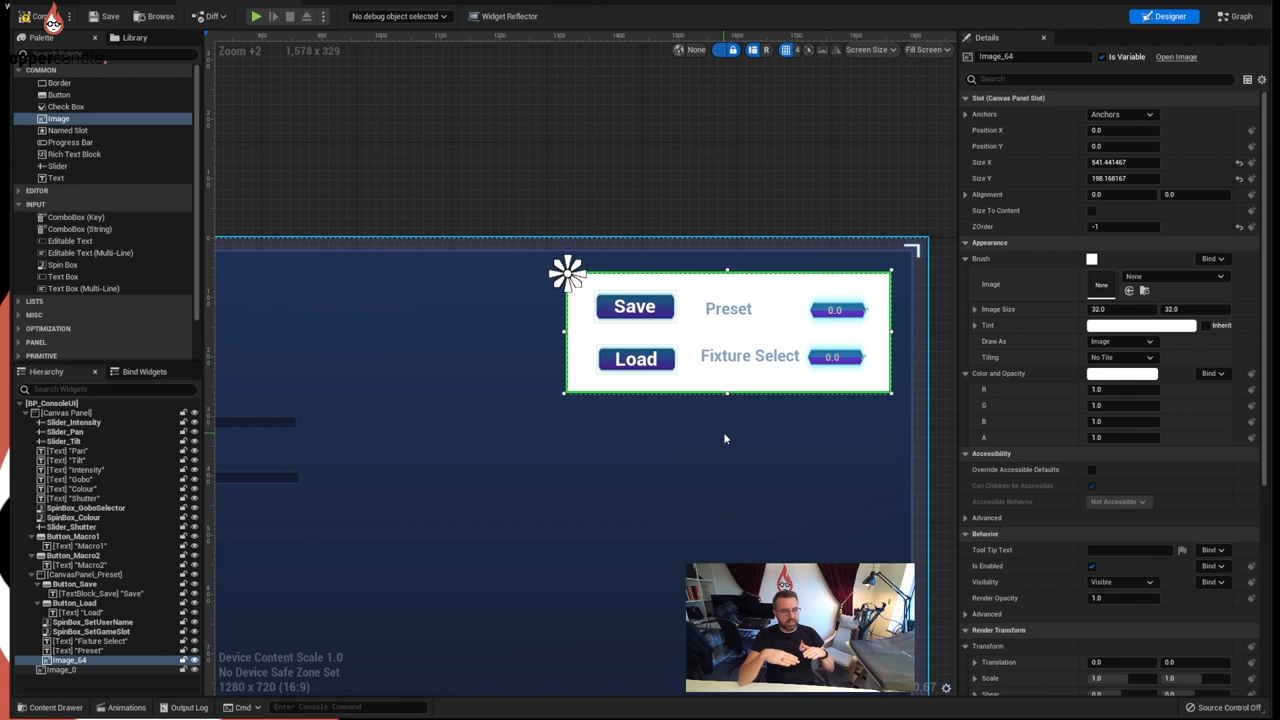 Save
Browse
Diff
No debug object selected
Widget Reflector
Designer
Graph
Palette
Library
Search Palette
COMMON
Border
Button
Check Box
Image
Named Slot
Progress Bar
Rich Text Block
Slider
Text
EDITOR
INPUT
ComboBox (Key)
ComboBox (String)
Editable Text
Editable Text (Multi-Line)
Spin Box
Text Box
Text Box (Multi-Line)
LISTS
MISC
OPTIMIZATION
PANEL
PRIMITIVE
Hierarchy
Bind Widgets
Search Widgets
[BP_ConsoleUI]
[Canvas Panel]
Slider_Intensity
Slider_Pan
Slider_Tilt
[Text] "Pan"
[Text] "Tilt"
[Text] "Intensity"
[Text] "Gobo"
[Text] "Colour"
[Text] "Shutter"
SpinBox_GoboSelector
SpinBox_Colour
Slider_Shutter
Button_Macro1
[Text] "Macro1"
Button_Macro2
[Text] "Macro2"
[CanvasPanel_Preset]
Button_Save
[TextBlock_Save] "Save"
Button_Load
[Text] "Load"
SpinBox_SetUserName
SpinBox_SetGameSlot
[Text] "Fixture Select"
[Text] "Preset"
Image_64
Image_0
Zoom +2
1,578 x 329
None
R
4
Screen Size
Fill Screen
Save
Preset
0.0
Load
Fixture Select
0.0
Device Content Scale 1.0
No Device Safe Zone Set
1280 x 720 (16:9)
Details
Image_64
Is Variable
Open Image
Search
Slot (Canvas Panel Slot)
Anchors
Anchors
Position X
0.0
Position Y
0.0
Size X
541.441467
Size Y
198.168167
Alignment
0.0
0.0
Size To Content
ZOrder
-1
Appearance
Brush
Bind
Image
None
None
Image Size
32.0
32.0
Tint
Inherit
Draw As
Image
Tiling
No Tile
Color and Opacity
Bind
R
1.0
G
1.0
B
1.0
A
1.0
Accessibility
Override Accessible Defaults
Can Children be Accessible
Accessible Behavior
Not Accessible
Advanced
Behavior
Tool Tip Text
Bind
Is Enabled
Bind
Visibility
Visible
Bind
Render Opacity
1.0
Advanced
Render Transform
Transform
Translation
0.0
0.0
Scale
1.0
1.0
Shear
0.0
0.0
Content Drawer
Animations
Output Log
Cmd
Enter Console Command
Source Control Off